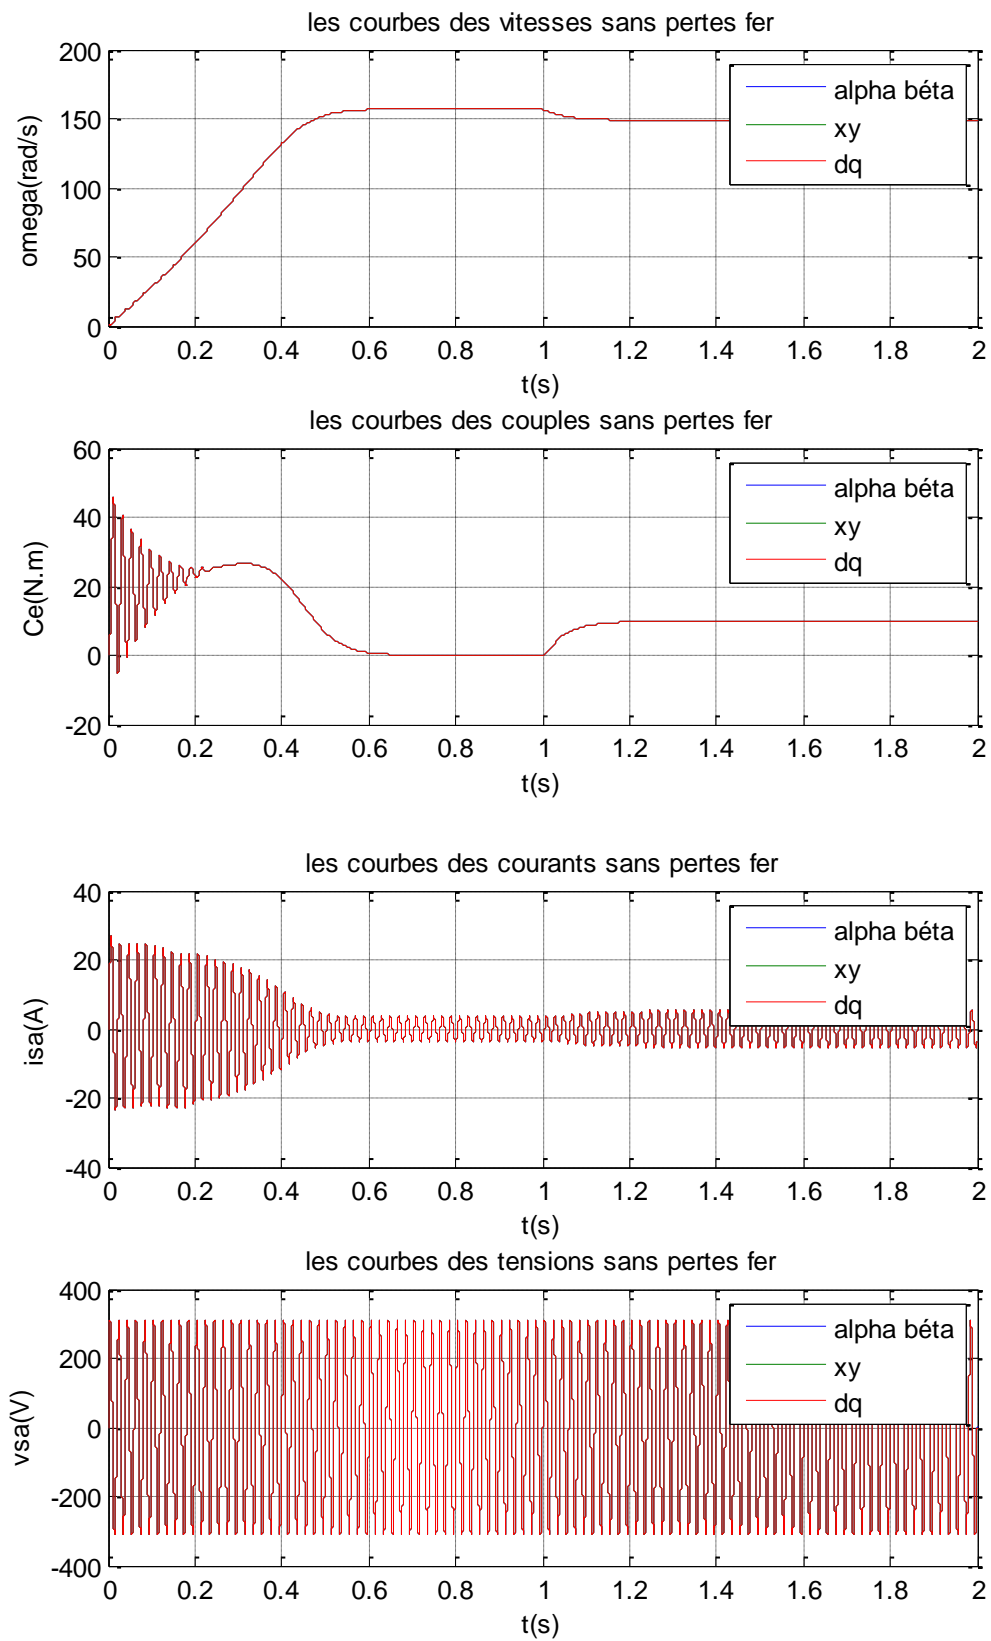 les courbes des vitesses sans pertes fer
200
150
100
50
0
omega(rad/s)
alpha béta
xy
dq
0 0.2 0.4 0.6 0.8 1 1.2 1.4 1.6 1.8 2
t(s)
les courbes des couples sans pertes fer
60
40
20
0
-20
Ce(N.m)
alpha béta
xy
dq
0 0.2 0.4 0.6 0.8 1 1.2 1.4 1.6 1.8 2
t(s)
les courbes des courants sans pertes fer
40
20
0
-20
-40
isa(A)
alpha béta
xy
dq
0 0.2 0.4 0.6 0.8 1 1.2 1.4 1.6 1.8 2
t(s)
les courbes des tensions sans pertes fer
400
200
0
-200
-400
vsa(V)
alpha béta
xy
dq
0 0.2 0.4 0.6 0.8 1 1.2 1.4 1.6 1.8 2
t(s)